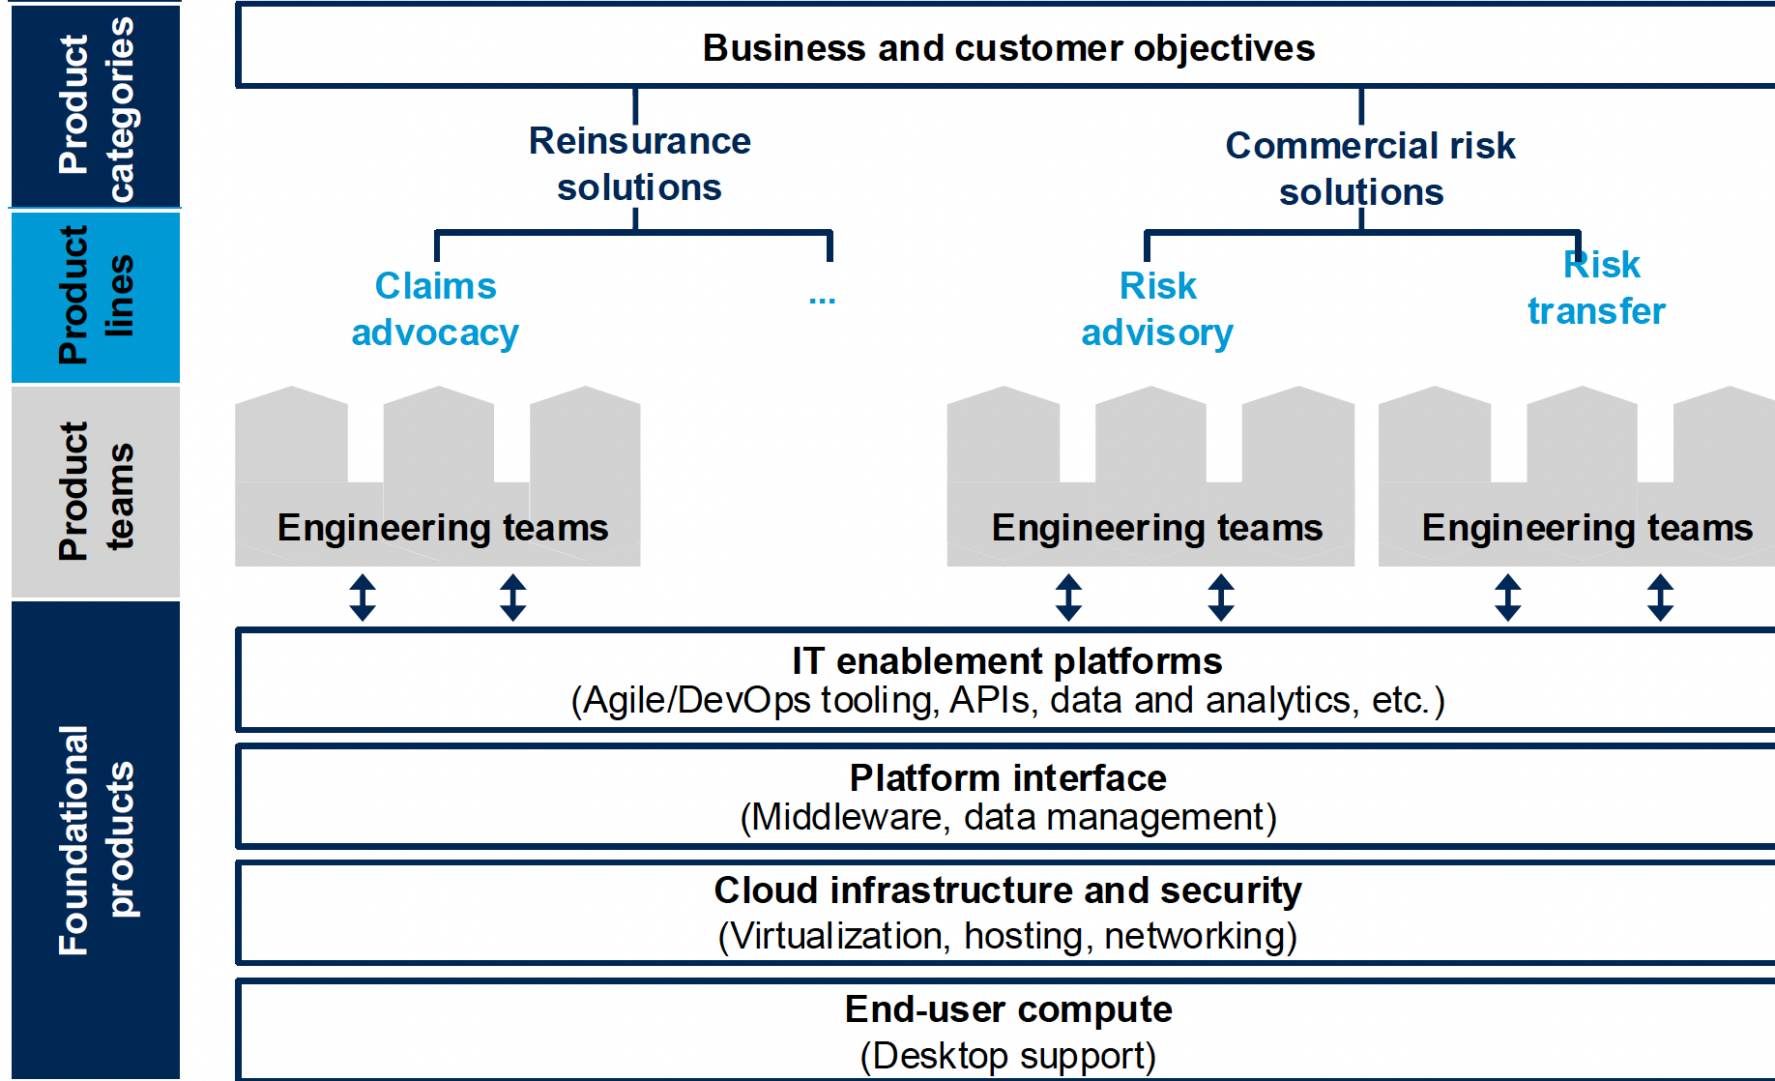 Product
categories
Business and customer objectives
Reinsurance
solutions
Commercial risk
solutions
Product
lines
Claims
advocacy
...
Risk
advisory
Risk
transfer
Product
teams
Engineering teams
Engineering teams
Engineering teams
Foundational
products
IT enablement platforms
(Agile/DevOps tooling, APIs, data and analytics, etc.)
Platform interface
(Middleware, data management)
Cloud infrastructure and security
(Virtualization, hosting, networking)
End-user compute
(Desktop support)